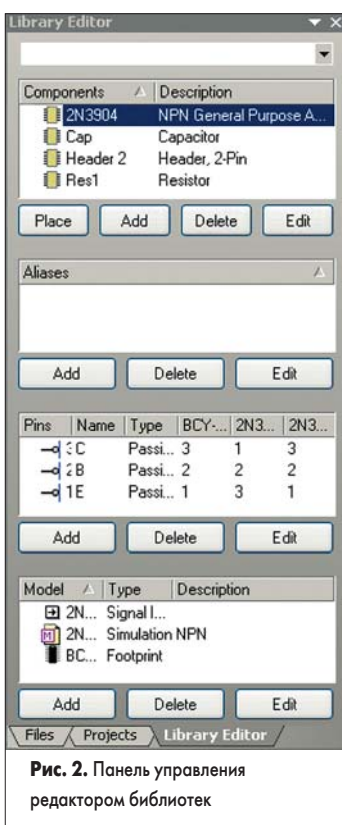 Library Editor
Components Description
2N3904 NPN General Purpose A...
Cap Capacitor
Header 2 Header, 2-Pin
Res1 Resistor
Place Add Delete Edit
Aliases
Add Delete Edit
Pins Name Type BCY-... 2N3... 2N3...
3 C Passi... 3 1 3
2 B Passi... 2 2 2
1 E Passi... 1 3 1
Add Delete Edit
Model Type Description
2N... Signal I...
2N... Simulation NPN
BC... Footprint
Add Delete Edit
Files Projects Library Editor
Рис. 2. Панель управления
редактором библиотек